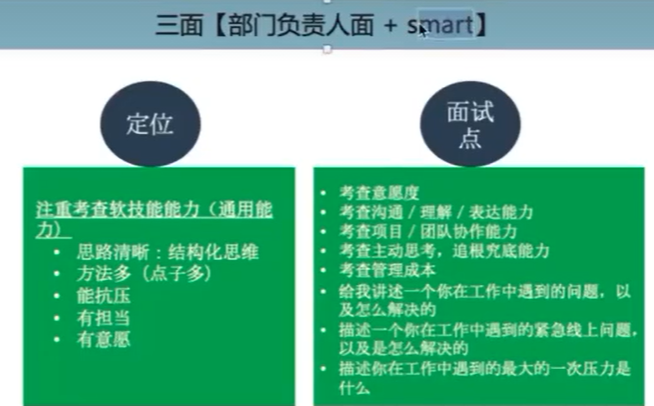 三面【部门负责人面 + smart】
定位
注重考查软技能能力（通用能
力）
• 思路清晰：结构化思维
• 方法多（点子多）
• 能抗压
• 有担当
• 有意愿
面试
点
• 考查意愿度
• 考查沟通 / 理解 / 表达能力
• 考查项目 / 团队协作能力
• 考查主动思考，追根究底能力
• 考查管理成本
• 给我讲述一个你在工作中遇到的问题，以
及怎么解决的
• 描述一个你在工作中遇到的紧急线上问题，
以及是怎么解决的
• 描述你在工作中遇到的最大的一次压力是
什么